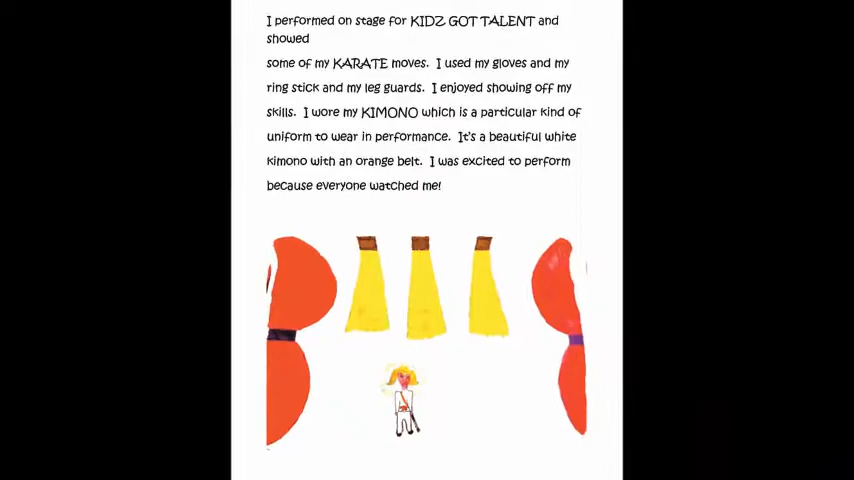 I performed on stage for KIDZ GOT TALENT and
showed
some of my KARATE moves. I used my gloves and my
ring stick and my leg guards. I enjoyed showing off my
skills. I wore my KIMONO which is a particular kind of
uniform to wear in performance. It's a beautiful white
kimono with an orange belt. I was excited to perform
because everyone watched me!